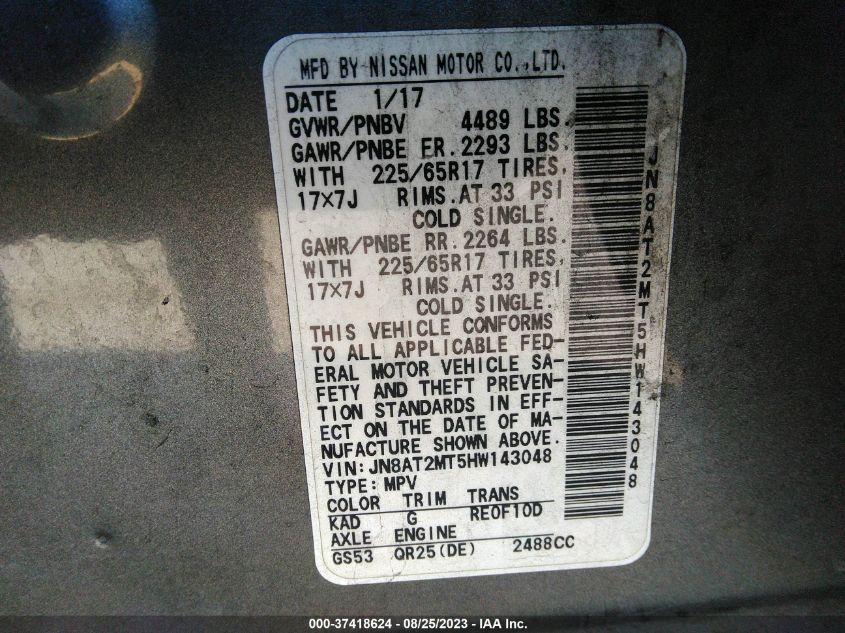 MFD BY NISSAN MOTOR CO.,LTD.
DATE 1/17
GVWR/PNBV 4489 LBS.
GAWR/PNBE FR.2293 LBS.
WITH 225/65R17 TIRES,
17×7J RIMS.AT 33 PSI
COLD SINGLE.
GAWR/PNBE RR.2264 LBS.
WITH 225/65R17 TIRES,
17×7J RIMS.AT 33 PSI
COLD SINGLE.
THIS VEHICLE CONFORMS
TO ALL APPLICABLE FED-
ERAL MOTOR VEHICLE SA-
FETY AND THEFT PREVEN-
TION STANDARDS IN EFF-
ECT ON THE DATE OF MA-
NUFACTURE SHOWN ABOVE.
VIN:JN8AT2MT5HW143048
TYPE:MPV
COLOR TRIM TRANS
KAD G RE0F10D
AXLE ENGINE
GS53 QR25(DE) 2488CC
JN8AT2MT5HW143048
000-37418624 - 08/25/2023 - IAA Inc.